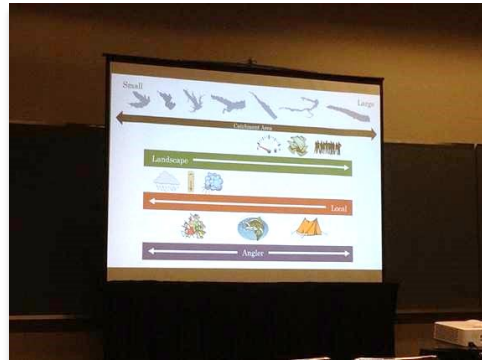 Small
Large
Catchment Area
Landscape
Local
Angler